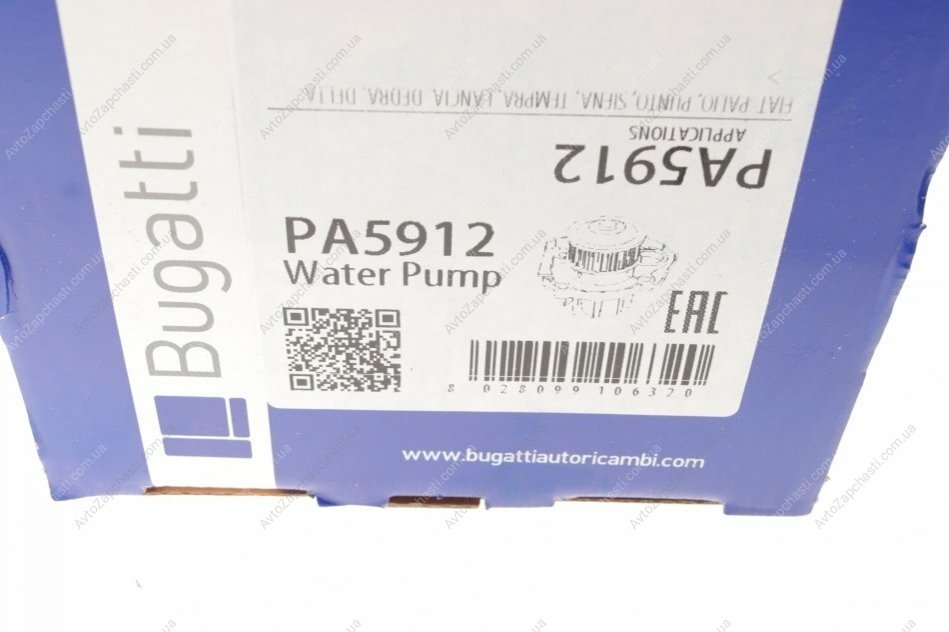 FIAT-PALIO, PUNTO, SIENA, TEMPRA LANCIA DEDRA, DELTA
APPLICATIONS
PA5912
Bugatti
PA5912
Water Pump
EAC
8 028099 106320
www.bugattiautoricambi.com
AvtoZapchasti.com.ua